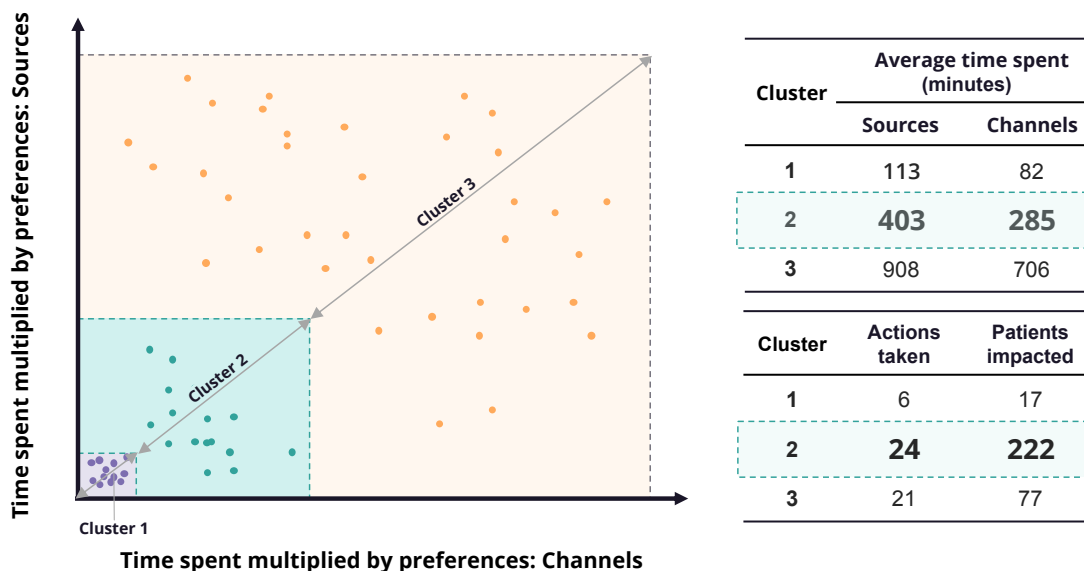 Time spent multiplied by preferences: Sources
Cluster 3
Cluster 2
Cluster 1
Time spent multiplied by preferences: Channels
Cluster
Average time spent
(minutes)
Sources Channels
1 113 82
2 403 285
3 908 706
Cluster
Actions
taken
Patients
impacted
1 6 17
2 24 222
3 21 77